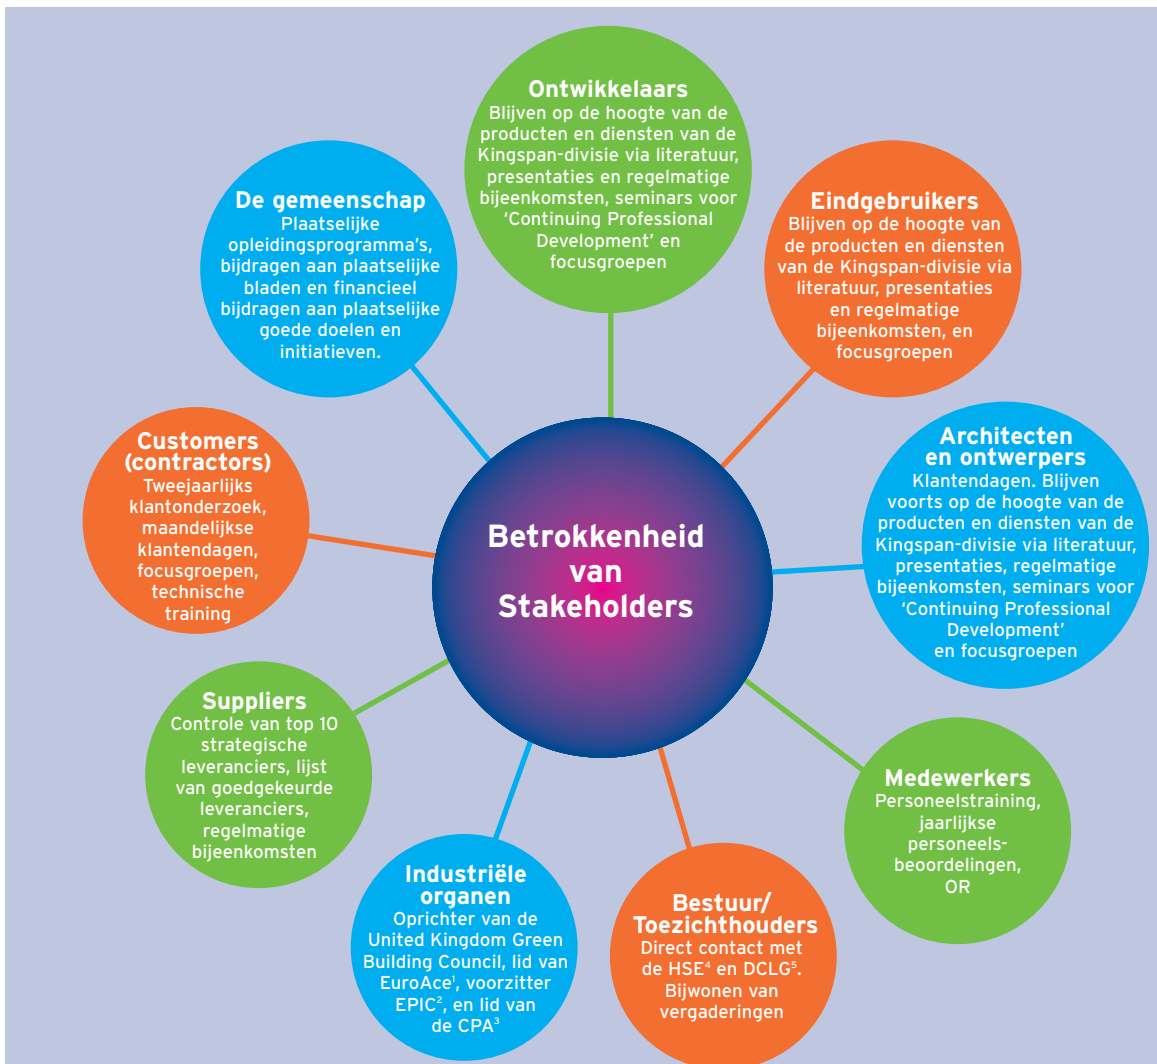 Ontwikkelaars
Blijven op de hoogte van de
producten en diensten van de
Kingspan-divisie via literatuur,
presentaties en regelmatige
bijeenkomsten, seminars voor
‘Continuing Professional
Development’ en
focusgroepen
De gemeenschap
Plaatselijke
opleidingsprogramma’s,
bijdragen aan plaatselijke
bladen en financieel
bijdragen aan plaatselijke
goede doelen en
initiatieven.
Eindgebruikers
Blijven op de hoogte van
de producten en diensten
van de Kingspan-divisie via
literatuur, presentaties
en regelmatige
bijeenkomsten, en
focusgroepen
Customers
(contractors)
Tweejaarlijks
klantonderzoek,
maandelijkse
klantendagen,
focusgroepen,
technische
training
Architecten
en ontwerpers
Klantendagen. Blijven
voorts op de hoogte van de
producten en diensten van de
Kingspan-divisie via literatuur,
presentaties, regelmatige
bijeenkomsten, seminars voor
‘Continuing Professional
Development’
en focusgroepen
Betrokkenheid
van
Stakeholders
Suppliers
Controle van top 10
strategische
leveranciers, lijst
van goedgekeurde
leveranciers,
regelmatige
bijeenkomsten
Medewerkers
Personeelstraining,
jaarlijkse
personeels-
beoordelingen,
OR
Industriële
organen
Oprichter van de
United Kingdom Green
Building Council, lid van
EuroAce¹, voorzitter
EPIC², en lid van
de CPA³
Bestuur/
Toezichthouders
Direct contact met
de HSE⁴ en DCLG⁵.
Bijwonen van
vergaderingen